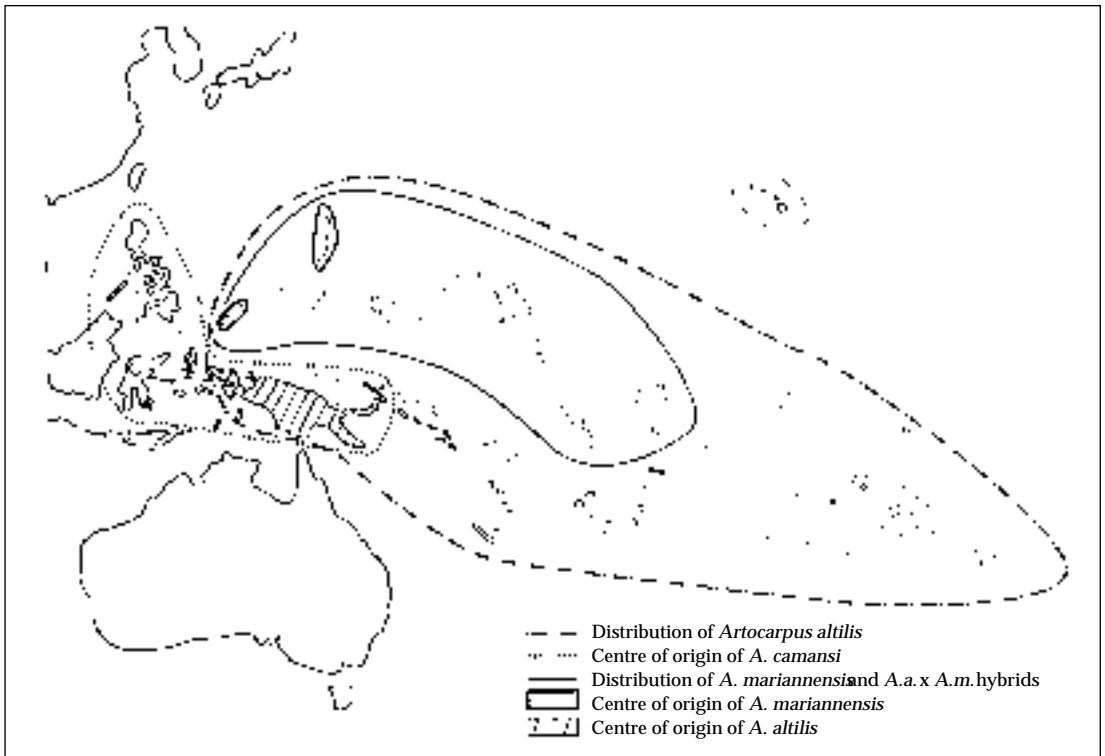 Distribution of Artocarpus altilis
Centre of origin of A. camansi
Distribution of A. mariannensis and A.a. x A.m. hybrids
Centre of origin of A. mariannensis
Centre of origin of A. altilis